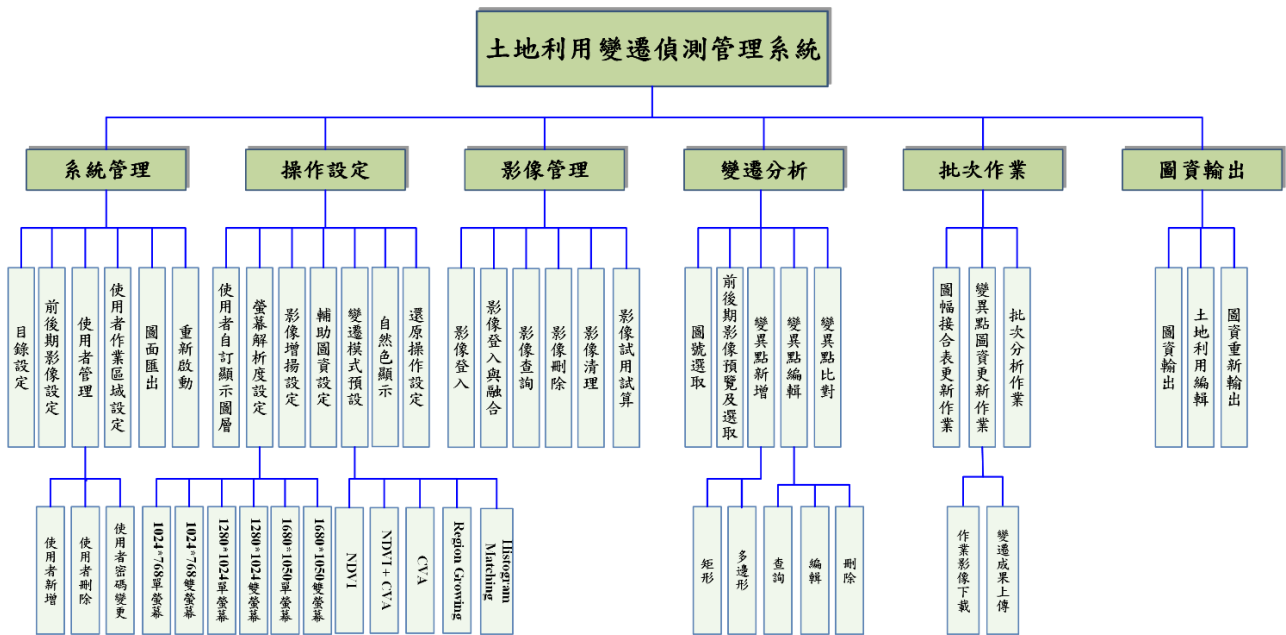 土地利用變遷偵測管理系統
系統管理
操作設定
影像管理
變遷分析
批次作業
圖資輸出
目錄設定
前後期影像設定
使用者管理
使用者作業區域設定
圖面匯出
重新啟動
使用者自訂顯示圖層
螢幕解析度設定
影像增揚設定
輔助圖資設定
變遷模式預設
自然色顯示
還原操作設定
影像登入
影像登入與融合
影像查詢
影像刪除
影像清理
影像試用試算
圖號選取
前後期影像預覽及選取
變異點新增
變異點編輯
變異點比對
圖幅接合表更新作業
變異點圖資更新作業
批次分析作業
圖資輸出
土地利用編輯
圖資重新輸出
使用者新增
使用者刪除
使用者密碼變更
1024*768單螢幕
1024*768雙螢幕
1280*1024單螢幕
1280*1024雙螢幕
1680*1050單螢幕
1680*1050雙螢幕
NDVI
NDVI + CVA
CVA
Region Growing
Histogram
Matching
矩形
多邊形
查詢
編輯
刪除
作業影像下載
變遷成果上傳